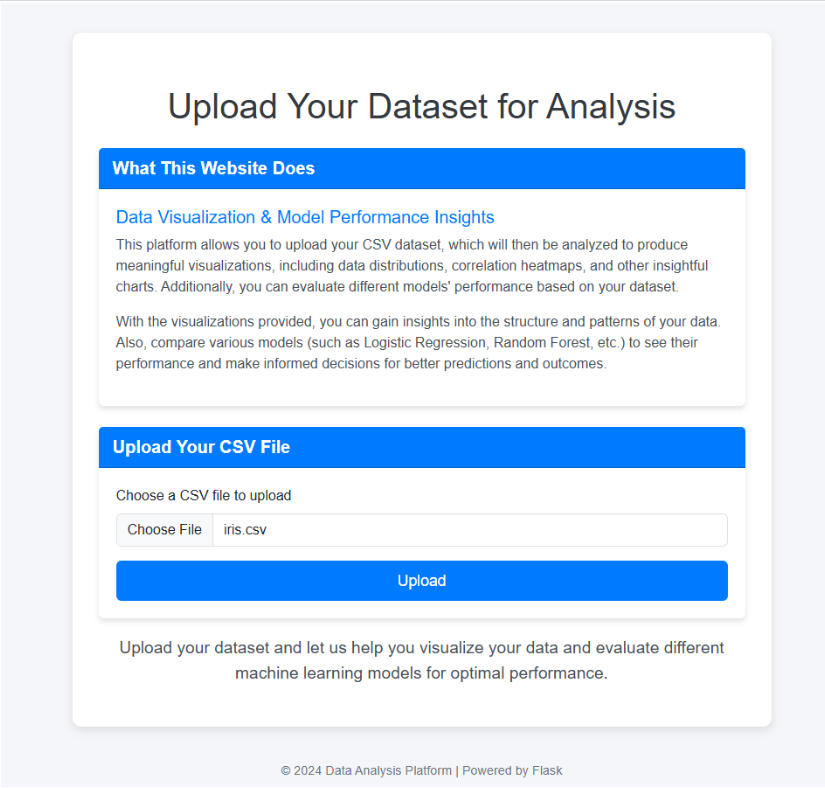 Upload Your Dataset for Analysis
What This Website Does
Data Visualization & Model Performance Insights
This platform allows you to upload your CSV dataset, which will then be analyzed to produce
meaningful visualizations, including data distributions, correlation heatmaps, and other insightful
charts. Additionally, you can evaluate different models' performance based on your dataset.
With the visualizations provided, you can gain insights into the structure and patterns of your data.
Also, compare various models (such as Logistic Regression, Random Forest, etc.) to see their
performance and make informed decisions for better predictions and outcomes.
Upload Your CSV File
Choose a CSV file to upload
Choose File iris.csv
Upload
Upload your dataset and let us help you visualize your data and evaluate different
machine learning models for optimal performance.
© 2024 Data Analysis Platform | Powered by Flask